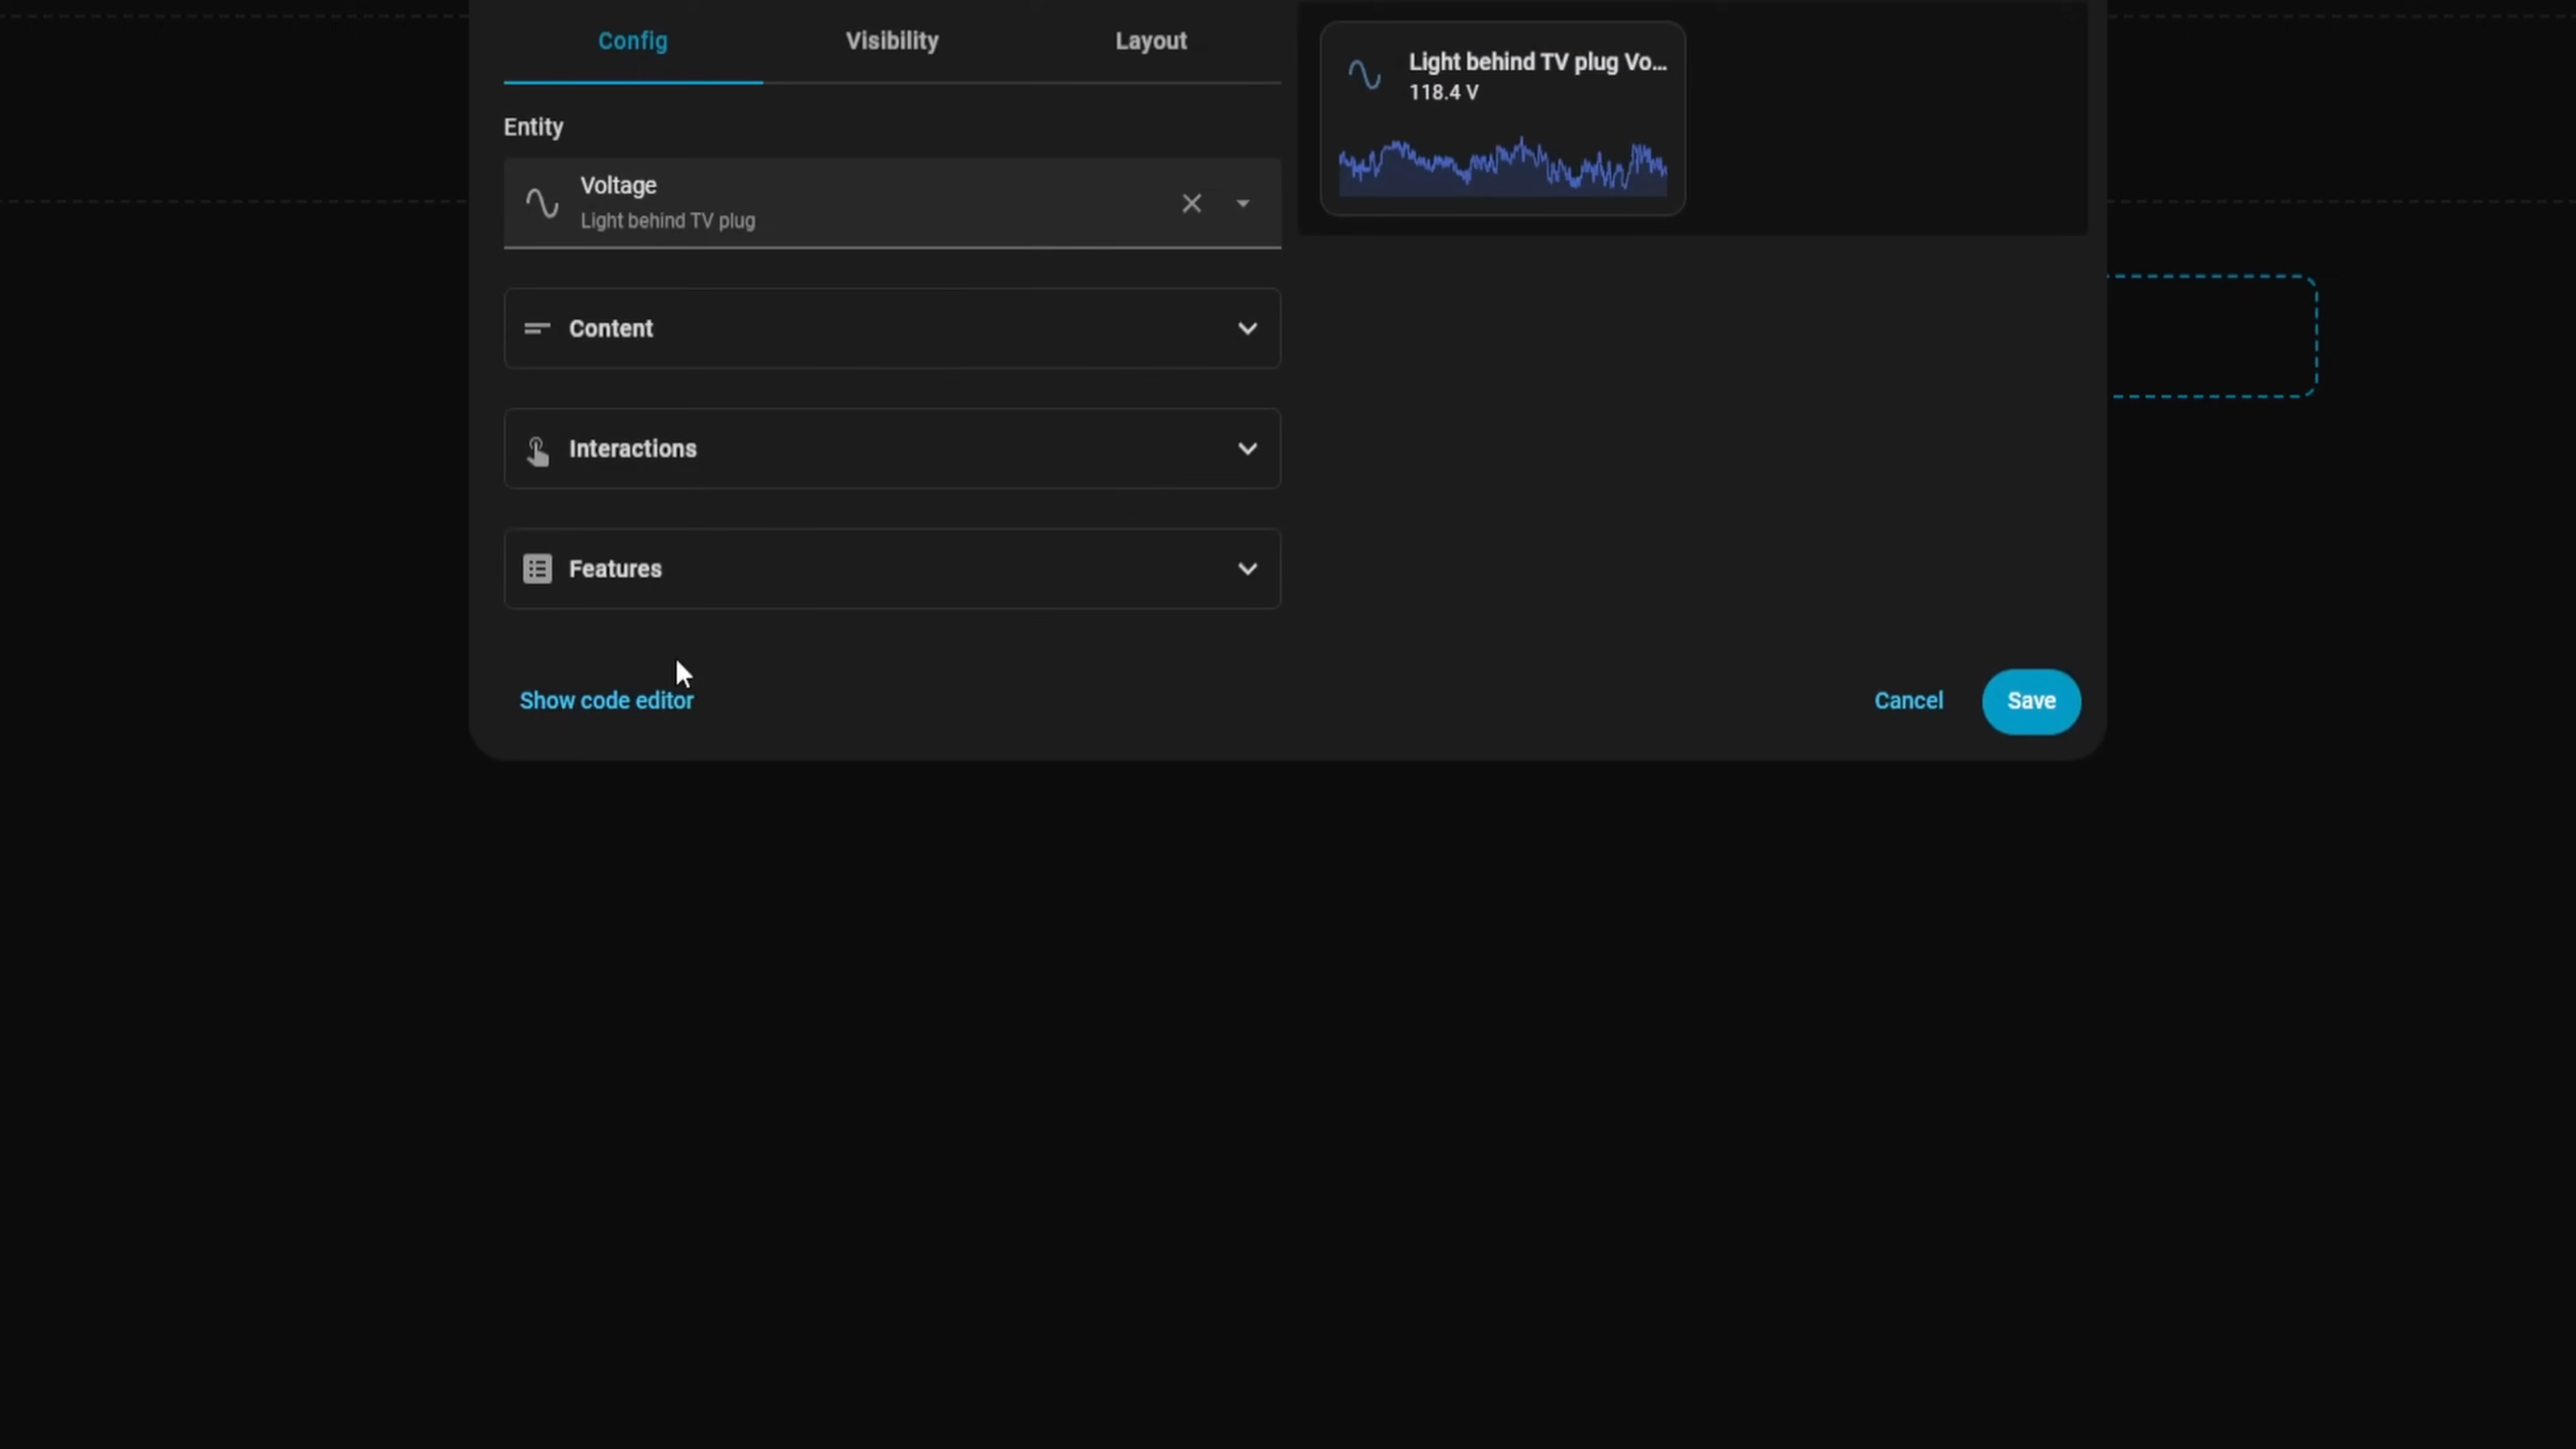 Config
Visibility
Layout
Entity
Voltage
Light behind TV plug
Content
Interactions
Features
Show code editor
Light behind TV plug Vo...
118.4 V
Cancel
Save